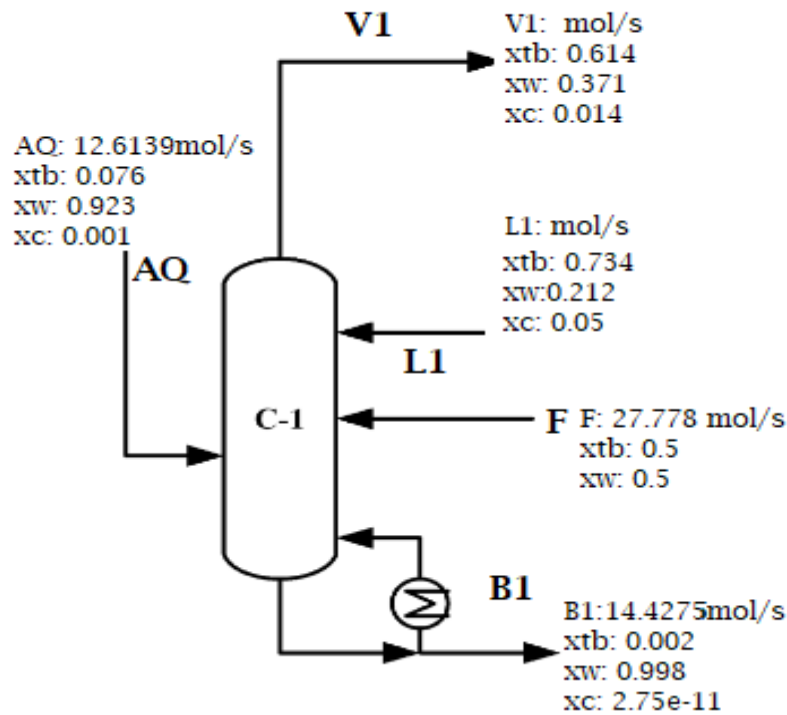 V1
V1: mol/s
xtb: 0.614
xw: 0.371
xc: 0.014
AQ: 12.6139mol/s
xtb: 0.076
xw: 0.923
xc: 0.001
AQ
L1: mol/s
xtb: 0.734
xw:0.212
xc: 0.05
L1
C-1
F
F: 27.778 mol/s
xtb: 0.5
xw: 0.5
B1
B1:14.4275mol/s
xtb: 0.002
xw: 0.998
xc: 2.75e-11